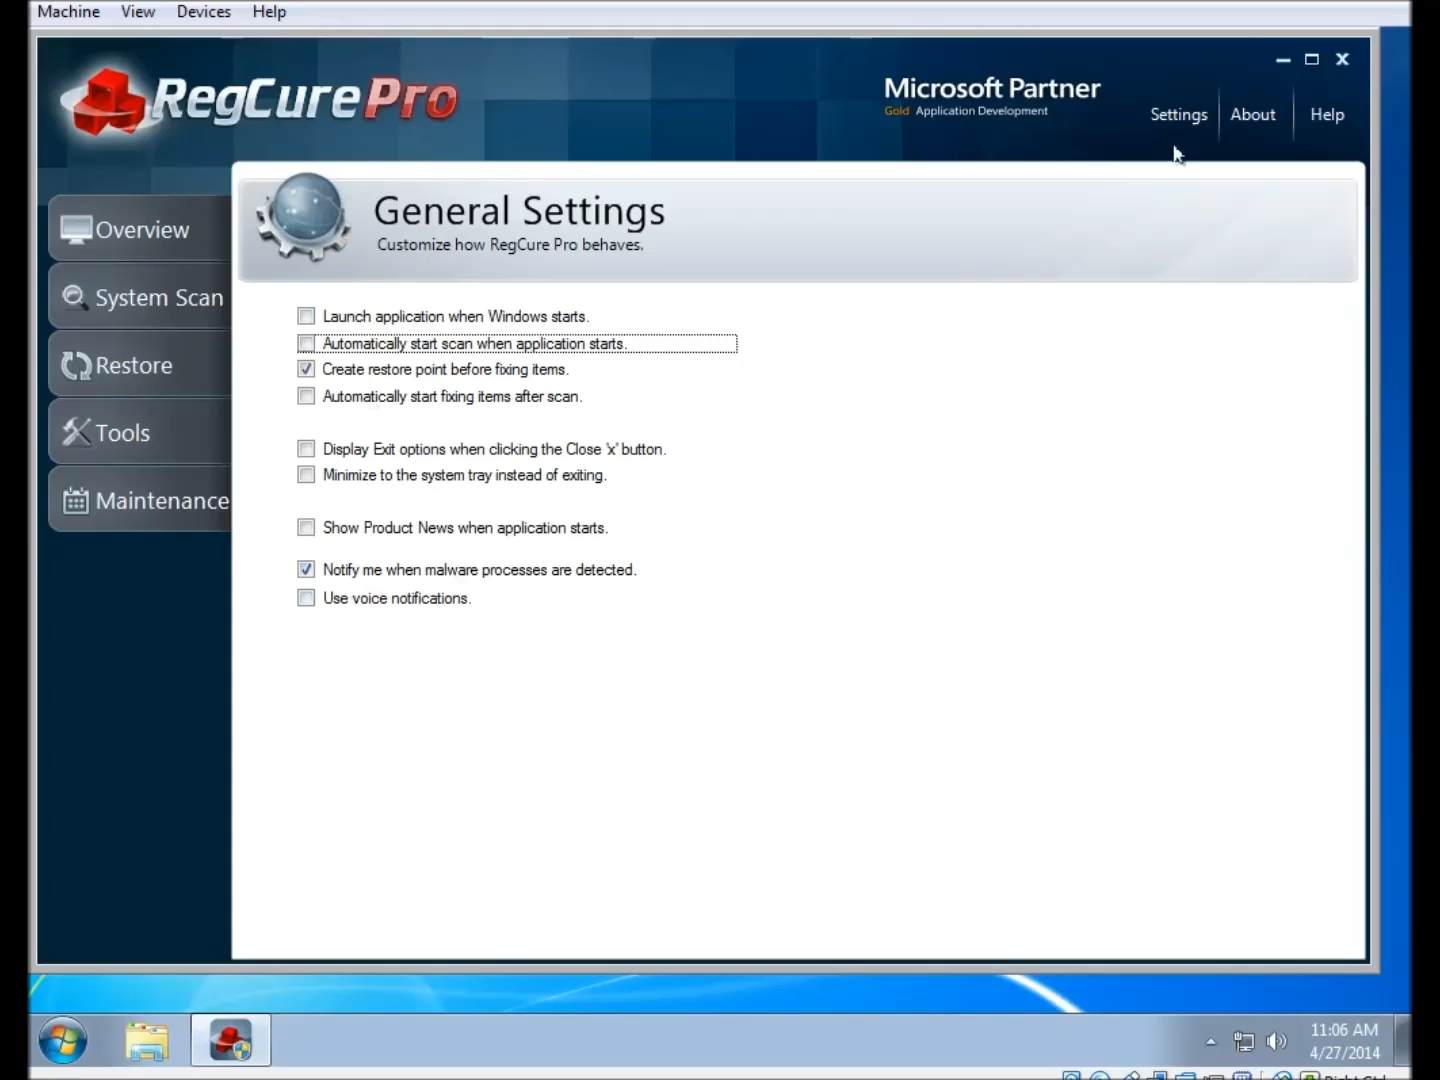 Machine View Devices Help
RegCure Pro
Microsoft Partner
Gold Application Development
Settings About Help
General Settings
Customize how RegCure Pro behaves.
Overview
System Scan
Restore
Tools
Maintenance
Launch application when Windows starts.
Automatically start scan when application starts.
Create restore point before fixing items.
Automatically start fixing items after scan.
Display Exit options when clicking the Close 'x' button.
Minimize to the system tray instead of exiting.
Show Product News when application starts.
Notify me when malware processes are detected.
Use voice notifications.
11:06 AM
4/27/2014
Right Ctrl